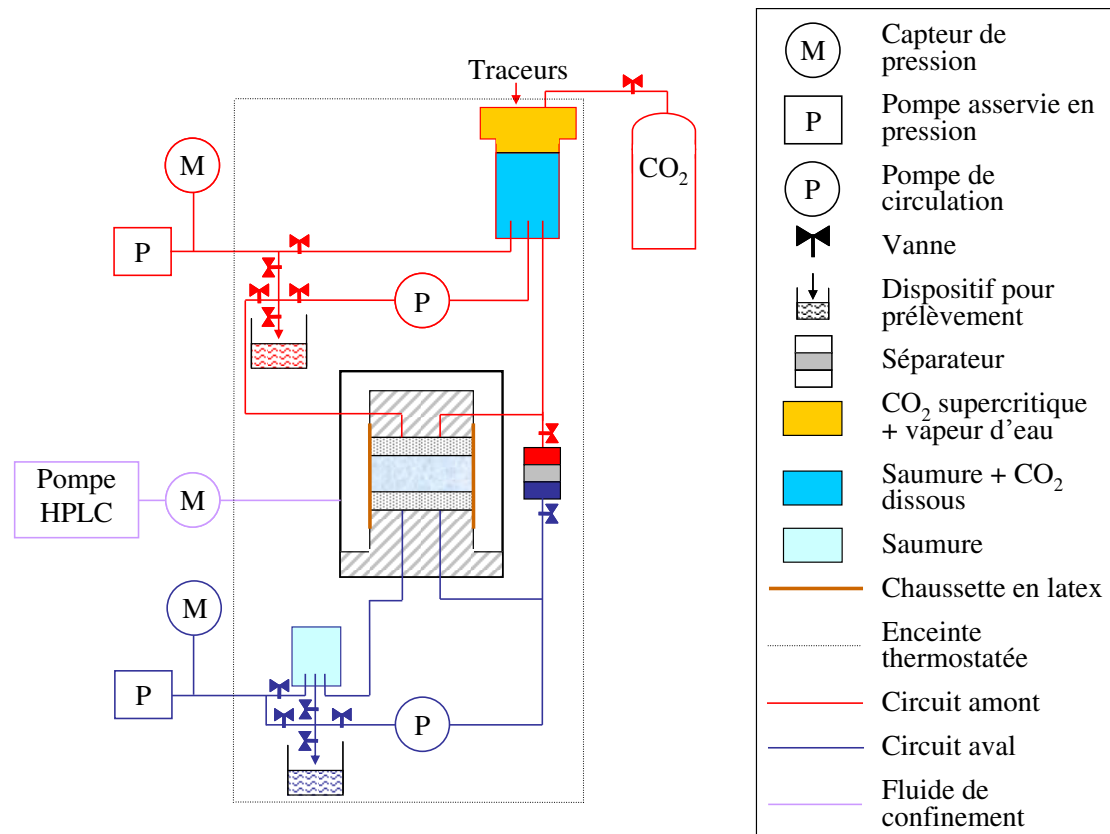 Traceurs
M
CO2
P
P
Pompe
HPLC
M
M
P
P
M
Capteur de
pression
P
Pompe asservie en
pression
P
Pompe de
circulation
Vanne
Dispositif pour
prélèvement
Séparateur
CO2 supercritique
+ vapeur d'eau
Saumure + CO2
dissous
Saumure
Chaussette en latex
Enceinte
thermostatée
Circuit amont
Circuit aval
Fluide de
confinement